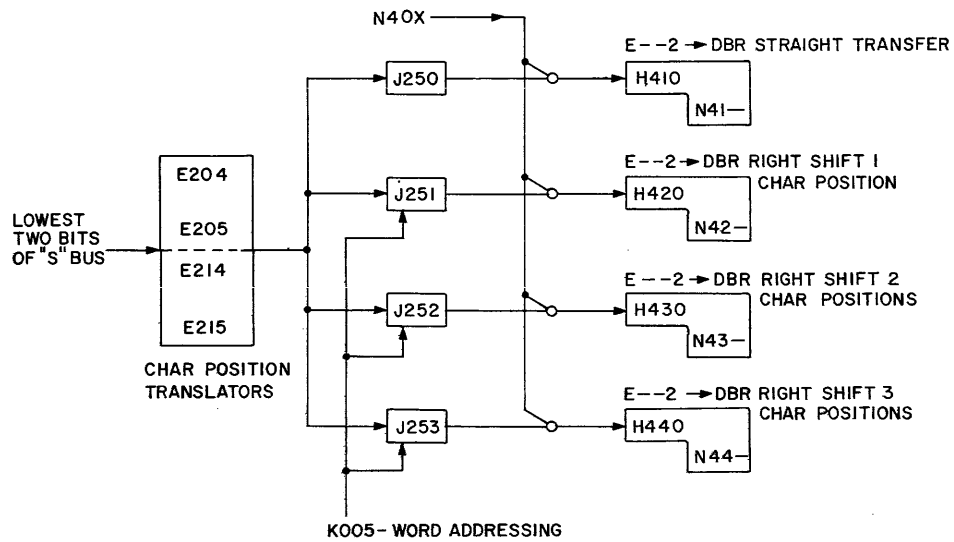 N40X
E--2→DBR STRAIGHT TRANSFER
J250
H410
N41—
E--2→DBR RIGHT SHIFT 1
CHAR POSITION
E204
J251
H420
LOWEST
TWO BITS
OF "S" BUS
E205
N42—
E214
E--2→DBR RIGHT SHIFT 2
CHAR POSITIONS
J252
H430
E215
N43—
CHAR POSITION
TRANSLATORS
E--2→DBR RIGHT SHIFT 3
CHAR POSITIONS
J253
H440
N44—
K005-WORD ADDRESSING